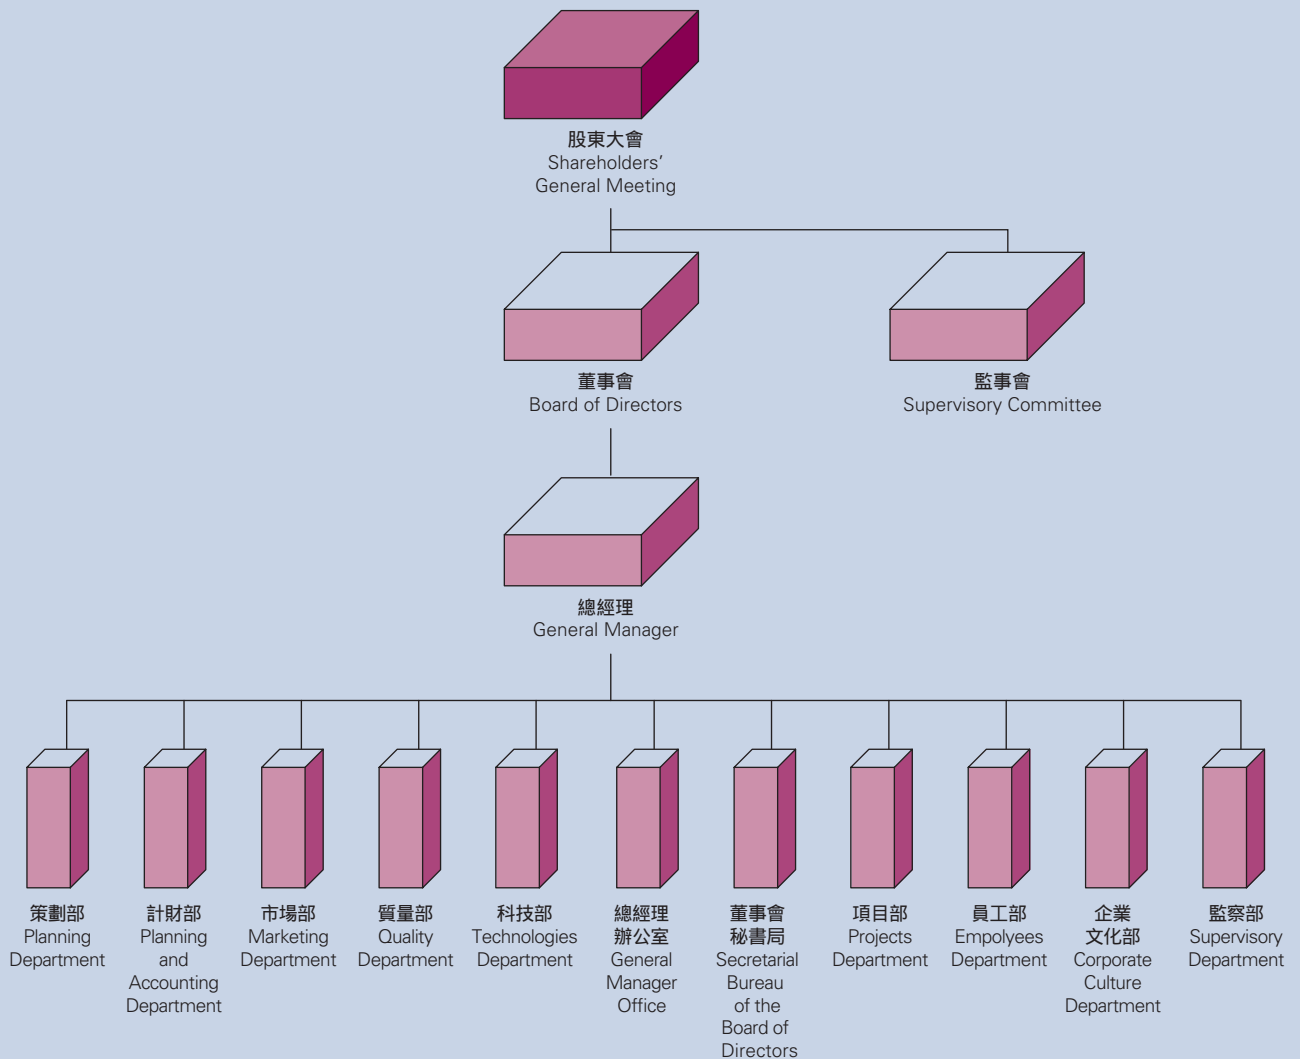 股東大會
Shareholders'
General Meeting
董事會
Board of Directors
監事會
Supervisory Committee
總經理
General Manager
策劃部
Planning
Department
計財部
Planning
and
Accounting
Department
市場部
Marketing
Department
質量部
Quality
Department
科技部
Technologies
Department
總經理
辦公室
General
Manager
Office
董事會
秘書局
Secretarial
Bureau
of the
Board of
Directors
項目部
Projects
Department
員工部
Empolyees
Department
企業
文化部
Corporate
Culture
Department
監察部
Supervisory
Department